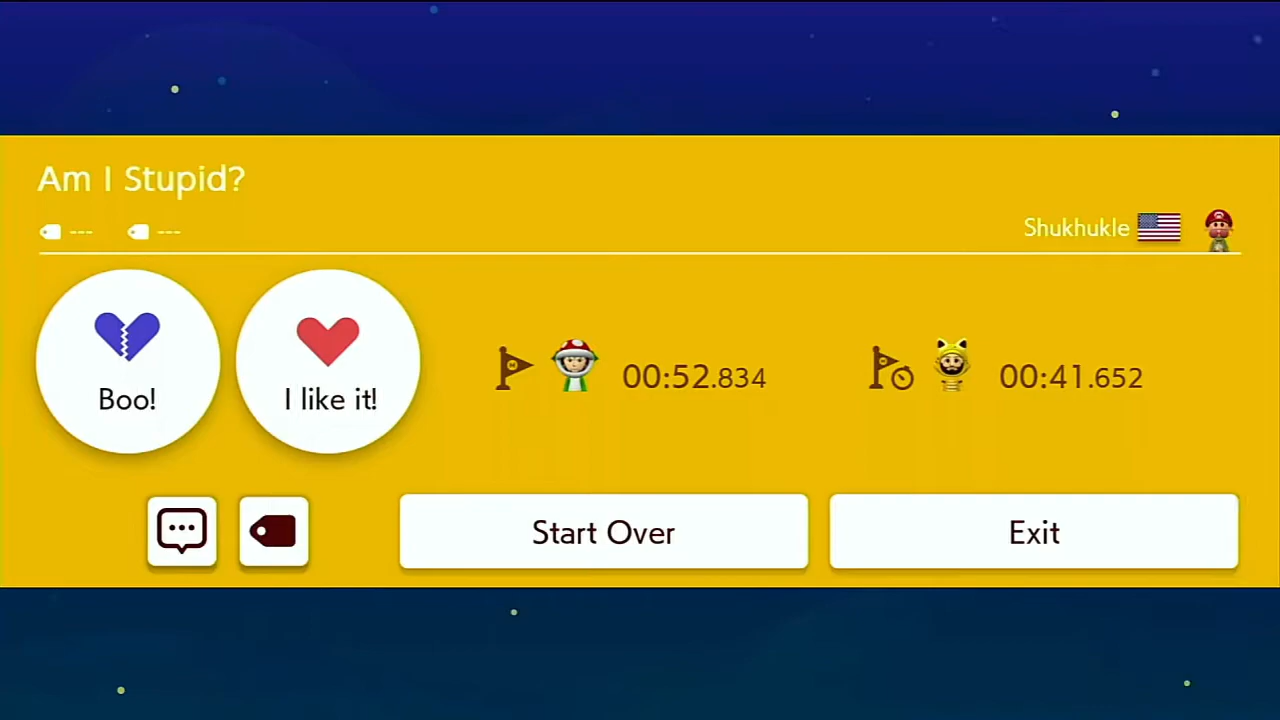 Am I Stupid?
--- ---
Shukhukle
Boo!
I like it!
00:52.834
00:41.652
Start Over
Exit